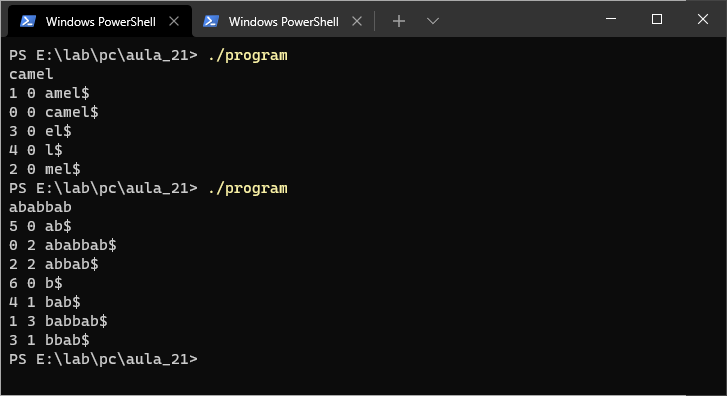 Windows PowerShell
Windows PowerShell
PS E:\lab\pc\aula_21> ./program
camel
1 0 amel$
0 0 camel$
3 0 el$
4 0 l$
2 0 mel$
PS E:\lab\pc\aula_21> ./program
ababbab
5 0 ab$
0 2 ababbab$
2 2 abbab$
6 0 b$
4 1 bab$
1 3 babbab$
3 1 bbab$
PS E:\lab\pc\aula_21>